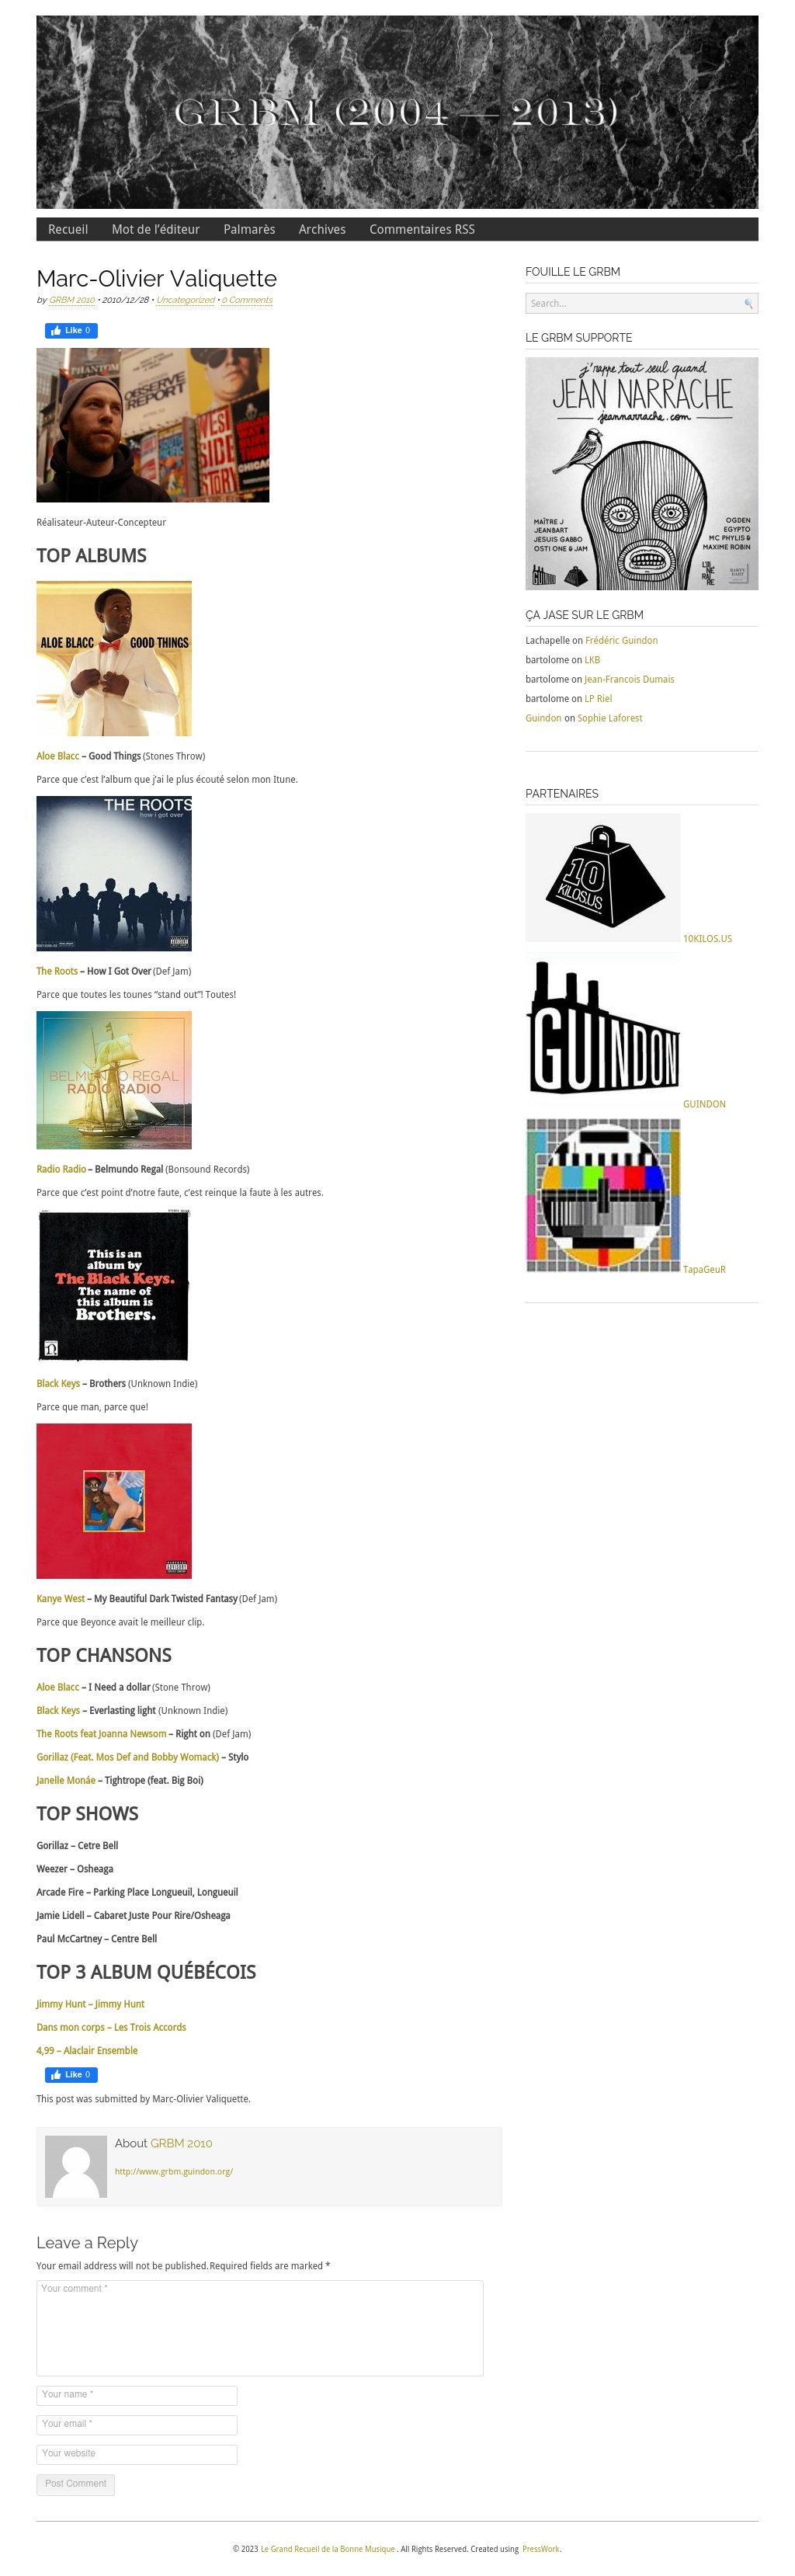 GRBM (2004 — 2013)
Recueil Mot de l’éditeur Palmarès Archives Commentaires RSS
Marc-Olivier Valiquette
by GRBM 2010 • 2010/12/28 • Uncategorized • 0 Comments
Like 0
PHANTOM
OBSERVE
REPORT
WEST
SIDE
STORY
CHICAGO
Réalisateur-Auteur-Concepteur
TOP ALBUMS
ALOE BLACC GOOD THINGS
Aloe Blacc – Good Things (Stones Throw)
Parce que c’est l’album que j’ai le plus écouté selon mon Itune.
THE ROOTS
how i got over
The Roots – How I Got Over (Def Jam)
Parce que toutes les tounes “stand out”! Toutes!
BELMUNDO REGAL
RADIO RADIO
Radio Radio – Belmundo Regal (Bonsound Records)
Parce que c’est point d’notre faute, c’est reinque la faute à les autres.
This is an
album by
The Black Keys.
The name of
this album is
Brothers.
Black Keys – Brothers (Unknown Indie)
Parce que man, parce que!
Kanye West – My Beautiful Dark Twisted Fantasy (Def Jam)
Parce que Beyonce avait le meilleur clip.
TOP CHANSONS
Aloe Blacc – I Need a dollar (Stone Throw)
Black Keys – Everlasting light (Unknown Indie)
The Roots feat Joanna Newsom – Right on (Def Jam)
Gorillaz (Feat. Mos Def and Bobby Womack) – Stylo
Janelle Monáe – Tightrope (feat. Big Boi)
TOP SHOWS
Gorillaz – Cetre Bell
Weezer – Osheaga
Arcade Fire – Parking Place Longueuil, Longueuil
Jamie Lidell – Cabaret Juste Pour Rire/Osheaga
Paul McCartney – Centre Bell
TOP 3 ALBUM QUÉBÉCOIS
Jimmy Hunt – Jimmy Hunt
Dans mon corps – Les Trois Accords
4,99 – Alaclair Ensemble
Like 0
This post was submitted by Marc-Olivier Valiquette.
About GRBM 2010
http://www.grbm.guindon.org/
Leave a Reply
Your email address will not be published. Required fields are marked *
Your comment *
Your name *
Your email *
Your website
Post Comment
FOUILLE LE GRBM
Search...
LE GRBM SUPPORTE
j'rappe tout seul quand
JEAN NARRACHE
jeannarrache.com
MAÎTRE J
JEANBART
JESUIS GABBO
OSTI ONE & JAM
OGDEN
EGYPTO
MC PHYLIS &
MAXIME ROBIN
ÇA JASE SUR LE GRBM
Lachapelle on Frédéric Guindon
bartolome on LKB
bartolome on Jean-Francois Dumais
bartolome on LP Riel
Guindon on Sophie Laforest
PARTENAIRES
10
KILOS.US
10KILOS.US
GUINDON
GUINDON
TapaGeuR
© 2023 Le Grand Recueil de la Bonne Musique . All Rights Reserved. Created using PressWork.